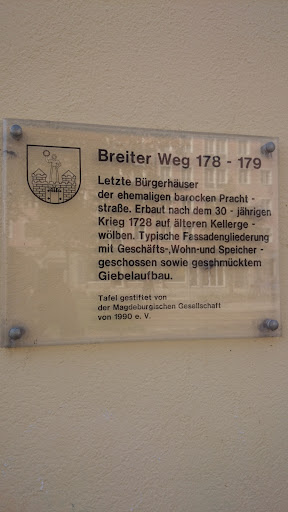 Breiter Weg 178 - 179
Letzte Bürgerhäuser
der ehemaligen barocken Pracht -
straße. Erbaut nach dem 30 - jährigen
Krieg 1728 auf älteren Kellerge -
wölben. Typische Fassadengliederung
mit Geschäfts-,Wohn-und Speicher -
geschossen sowie geschmücktem
Giebelaufbau.
Tafel gestiftet von
der Magdeburgischen Gesellschaft
von 1990 e. V.